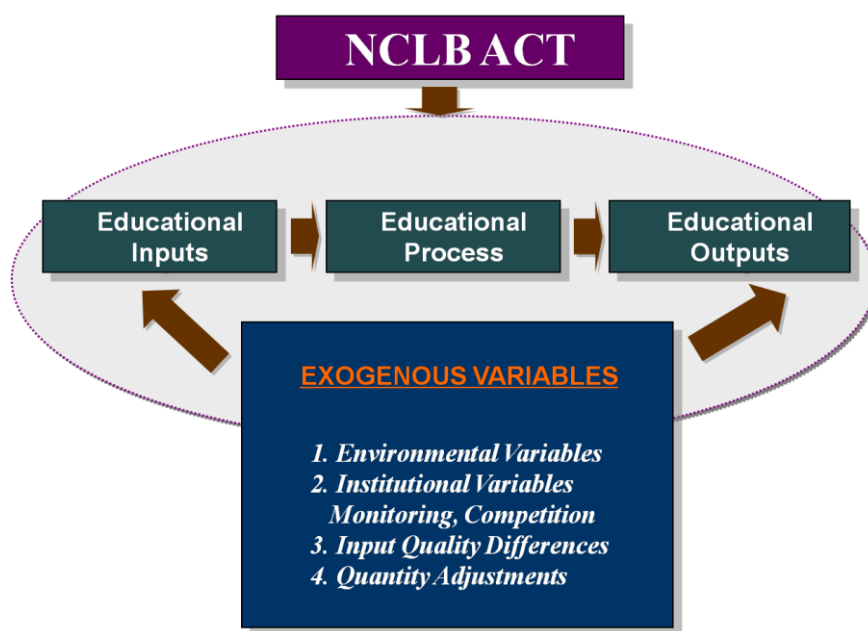 NCLB ACT
Educational
Inputs
Educational
Process
Educational
Outputs
EXOGENOUS VARIABLES
1. Environmental Variables
2. Institutional Variables
Monitoring, Competition
3. Input Quality Differences
4. Quantity Adjustments